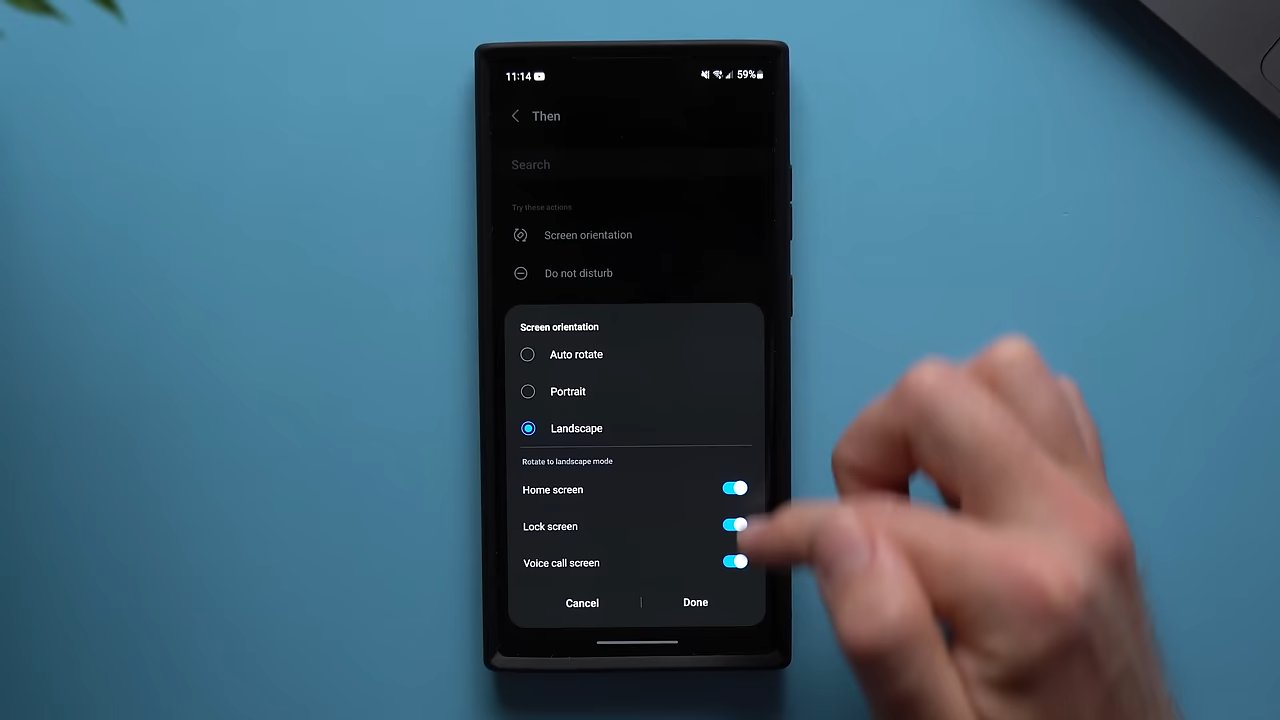 11:14 59%
Then
Search
Try these actions
Screen orientation
Do not disturb
Screen orientation
Auto rotate
Portrait
Landscape
Rotate to landscape mode
Home screen
Lock screen
Voice call screen
Cancel Done